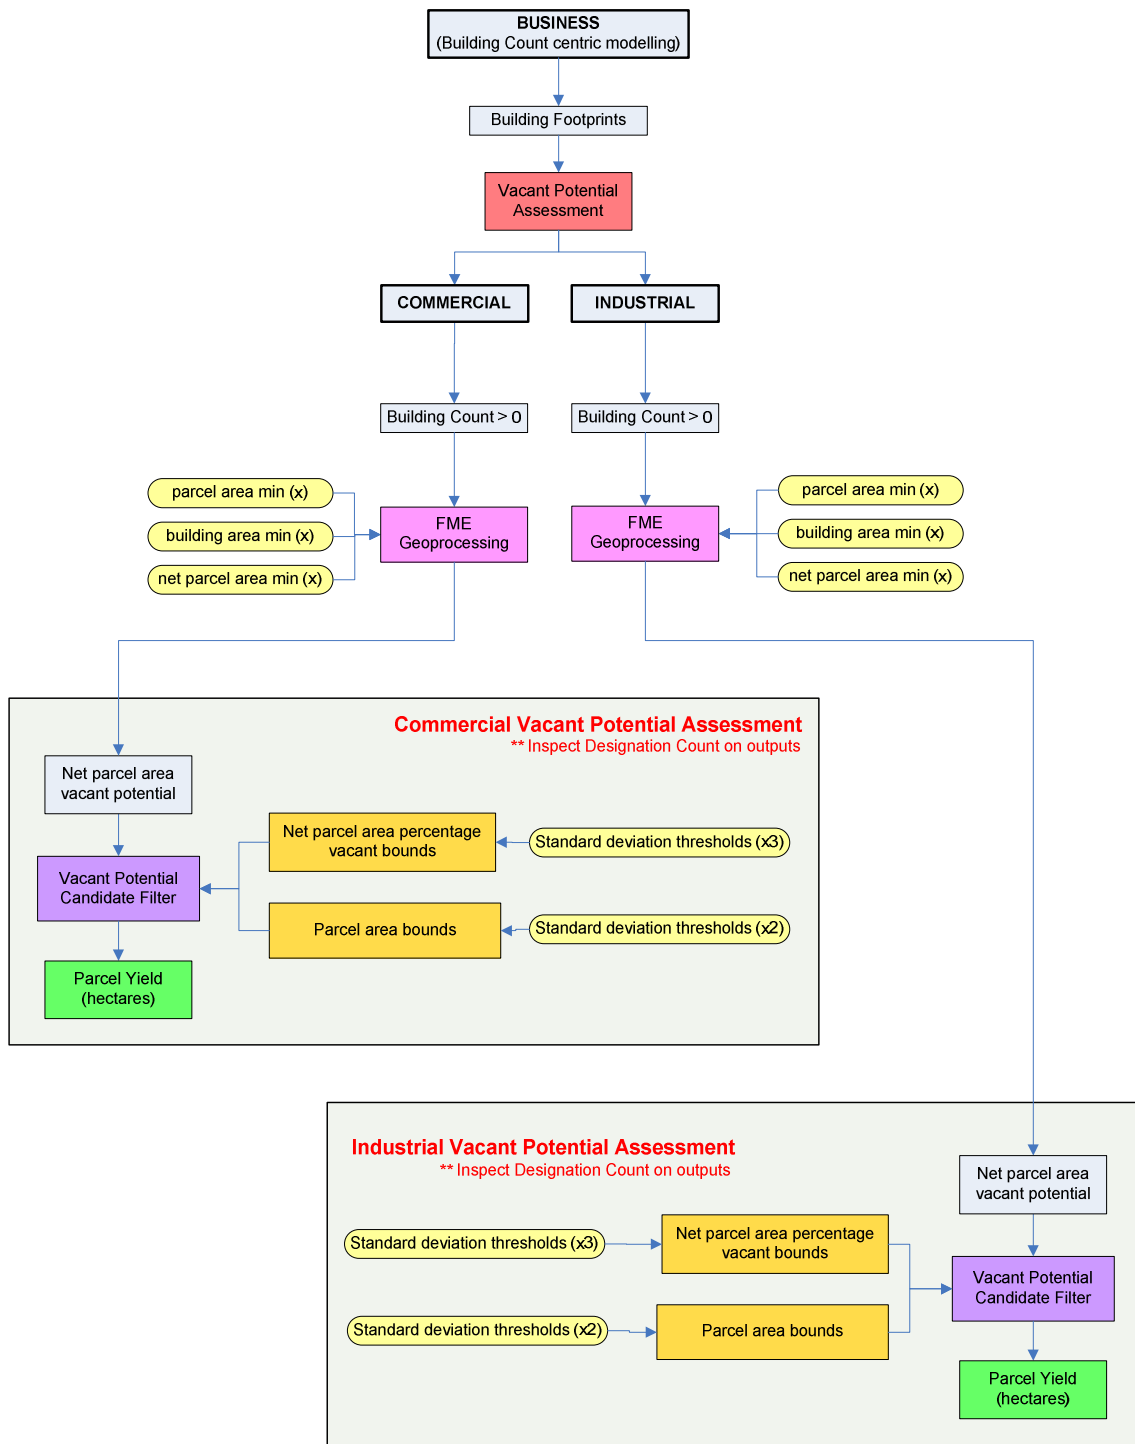 BUSINESS
(Building Count centric modelling)
Building Footprints
Vacant Potential
Assessment
COMMERCIAL
INDUSTRIAL
Building Count > 0
Building Count > 0
parcel area min (x)
building area min (x)
net parcel area min (x)
FME
Geoprocessing
FME
Geoprocessing
parcel area min (x)
building area min (x)
net parcel area min (x)
Commercial Vacant Potential Assessment
** Inspect Designation Count on outputs
Net parcel area
vacant potential
Net parcel area percentage
vacant bounds
Standard deviation thresholds (x3)
Vacant Potential
Candidate Filter
Parcel area bounds
Standard deviation thresholds (x2)
Parcel Yield
(hectares)
Industrial Vacant Potential Assessment
** Inspect Designation Count on outputs
Net parcel area
vacant potential
Standard deviation thresholds (x3)
Net parcel area percentage
vacant bounds
Vacant Potential
Candidate Filter
Standard deviation thresholds (x2)
Parcel area bounds
Parcel Yield
(hectares)